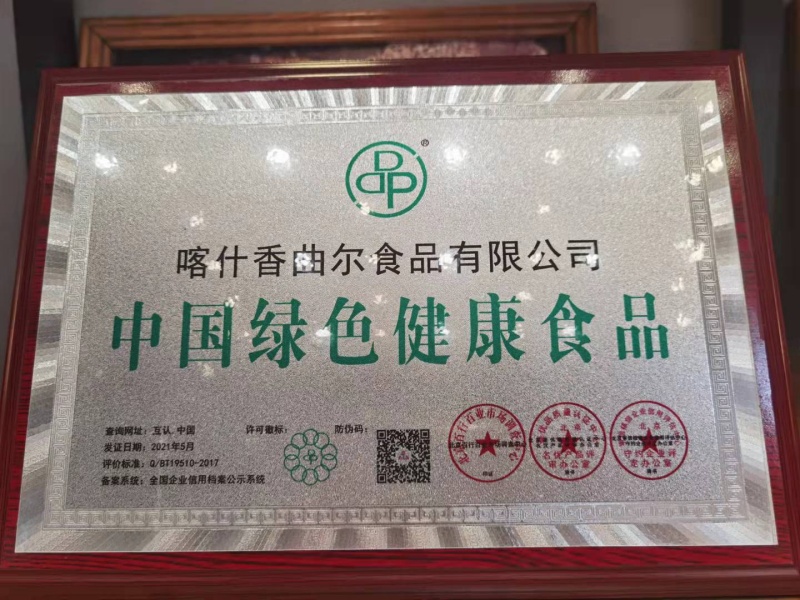 DPP
®
喀什香曲尔食品有限公司
中国绿色健康食品
查询网址：互认.中国
许可徽标：
防伪码：
发证日期：2021年5月
评价标准：Q/BT19510-2017
备案系统：全国企业信用档案公示系统